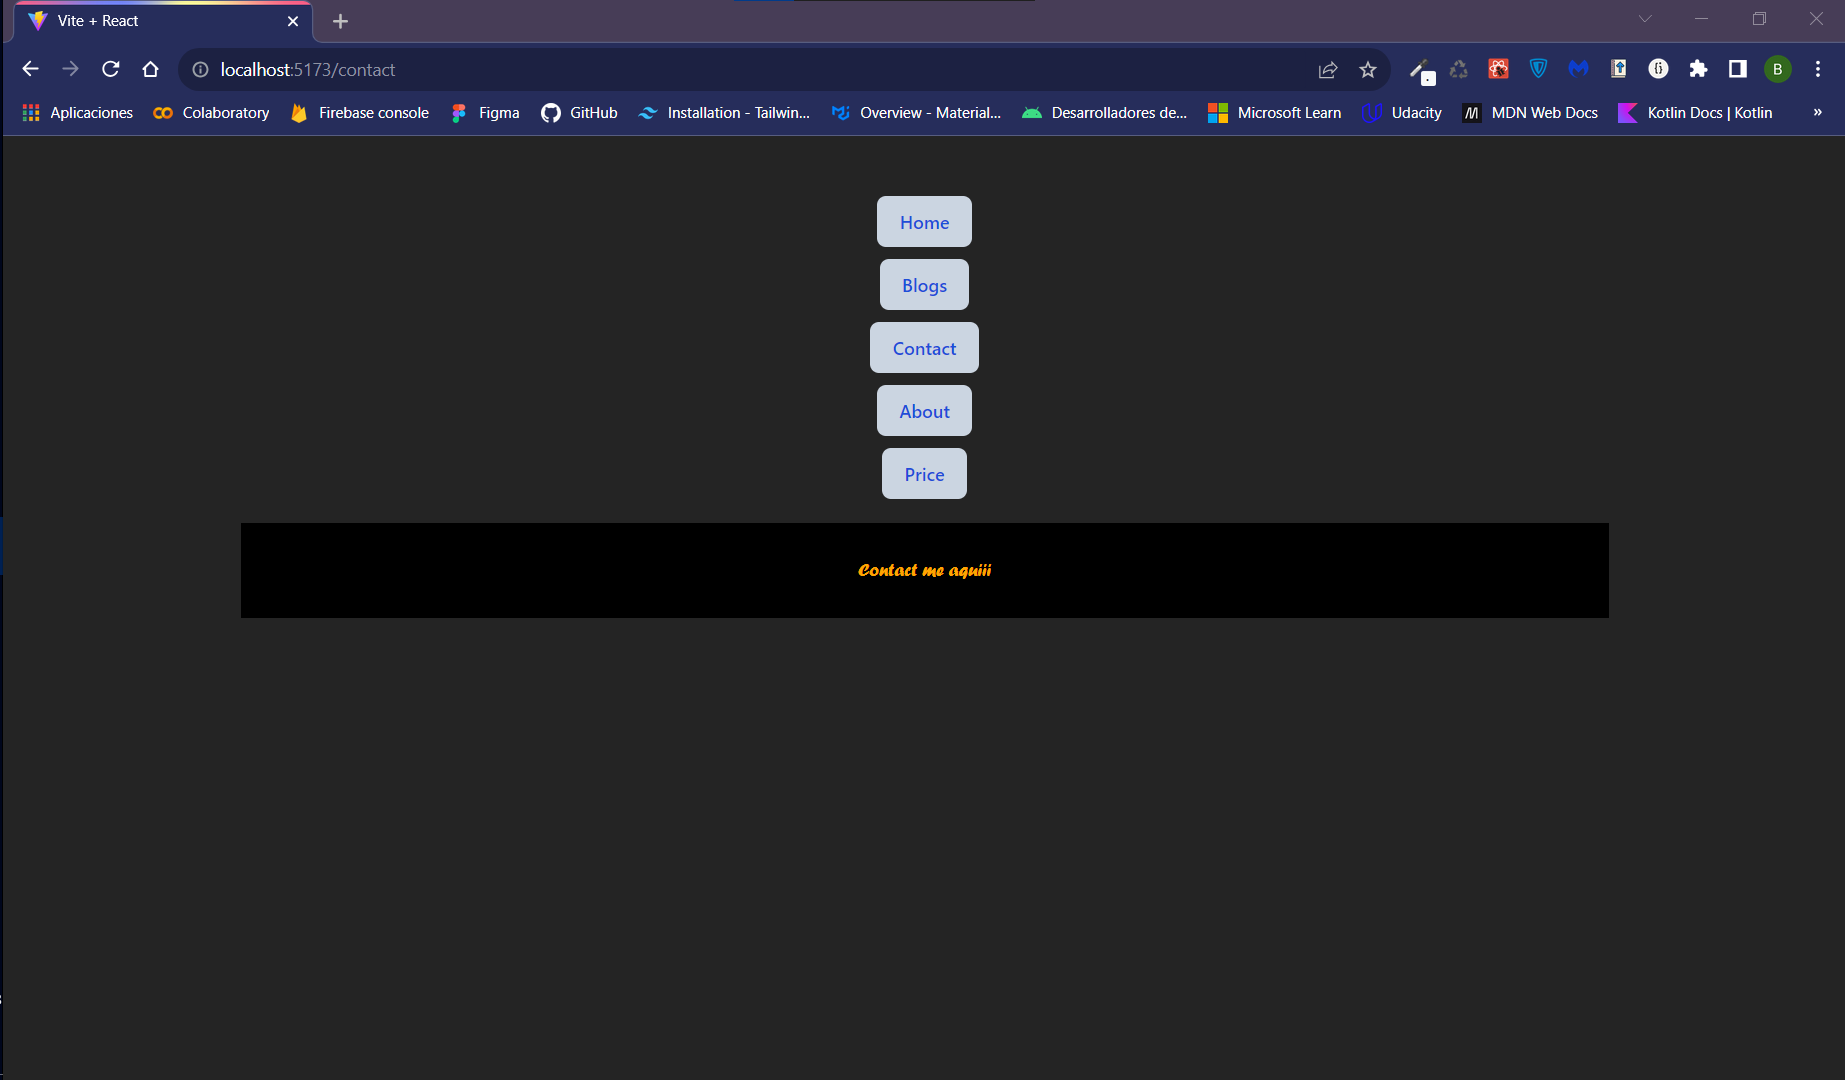 Vite + React
localhost:5173/contact
B
Aplicaciones Colaboratory Firebase console Figma GitHub Installation - Tailwin... Overview - Material... Desarrolladores de... Microsoft Learn Udacity MDN Web Docs Kotlin Docs | Kotlin »
Home
Blogs
Contact
About
Price
Contact me aquiii